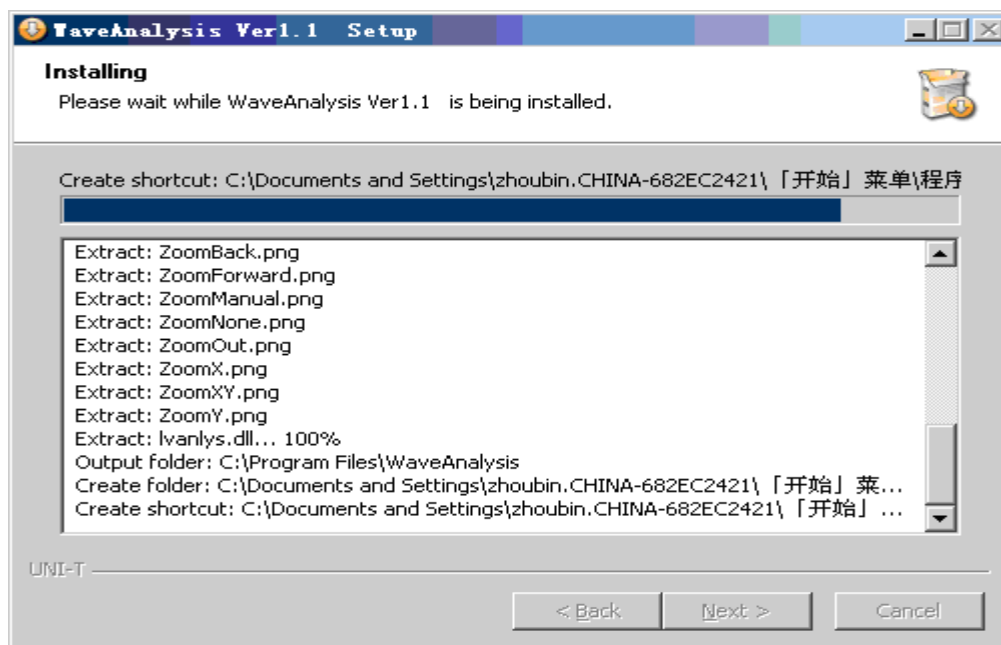 WaveAnalysis Ver1.1 Setup
Installing
Please wait while WaveAnalysis Ver1.1 is being installed.
Create shortcut: C:\Documents and Settings\zhoubin.CHINA-682EC2421\「开始」菜单\程序
Extract: ZoomBack.png
Extract: ZoomForward.png
Extract: ZoomManual.png
Extract: ZoomNone.png
Extract: ZoomOut.png
Extract: ZoomX.png
Extract: ZoomXY.png
Extract: ZoomY.png
Extract: lvanlys.dll... 100%
Output folder: C:\Program Files\WaveAnalysis
Create folder: C:\Documents and Settings\zhoubin.CHINA-682EC2421\「开始」菜...
Create shortcut: C:\Documents and Settings\zhoubin.CHINA-682EC2421\「开始」...
UNI-T
< Back Next > Cancel